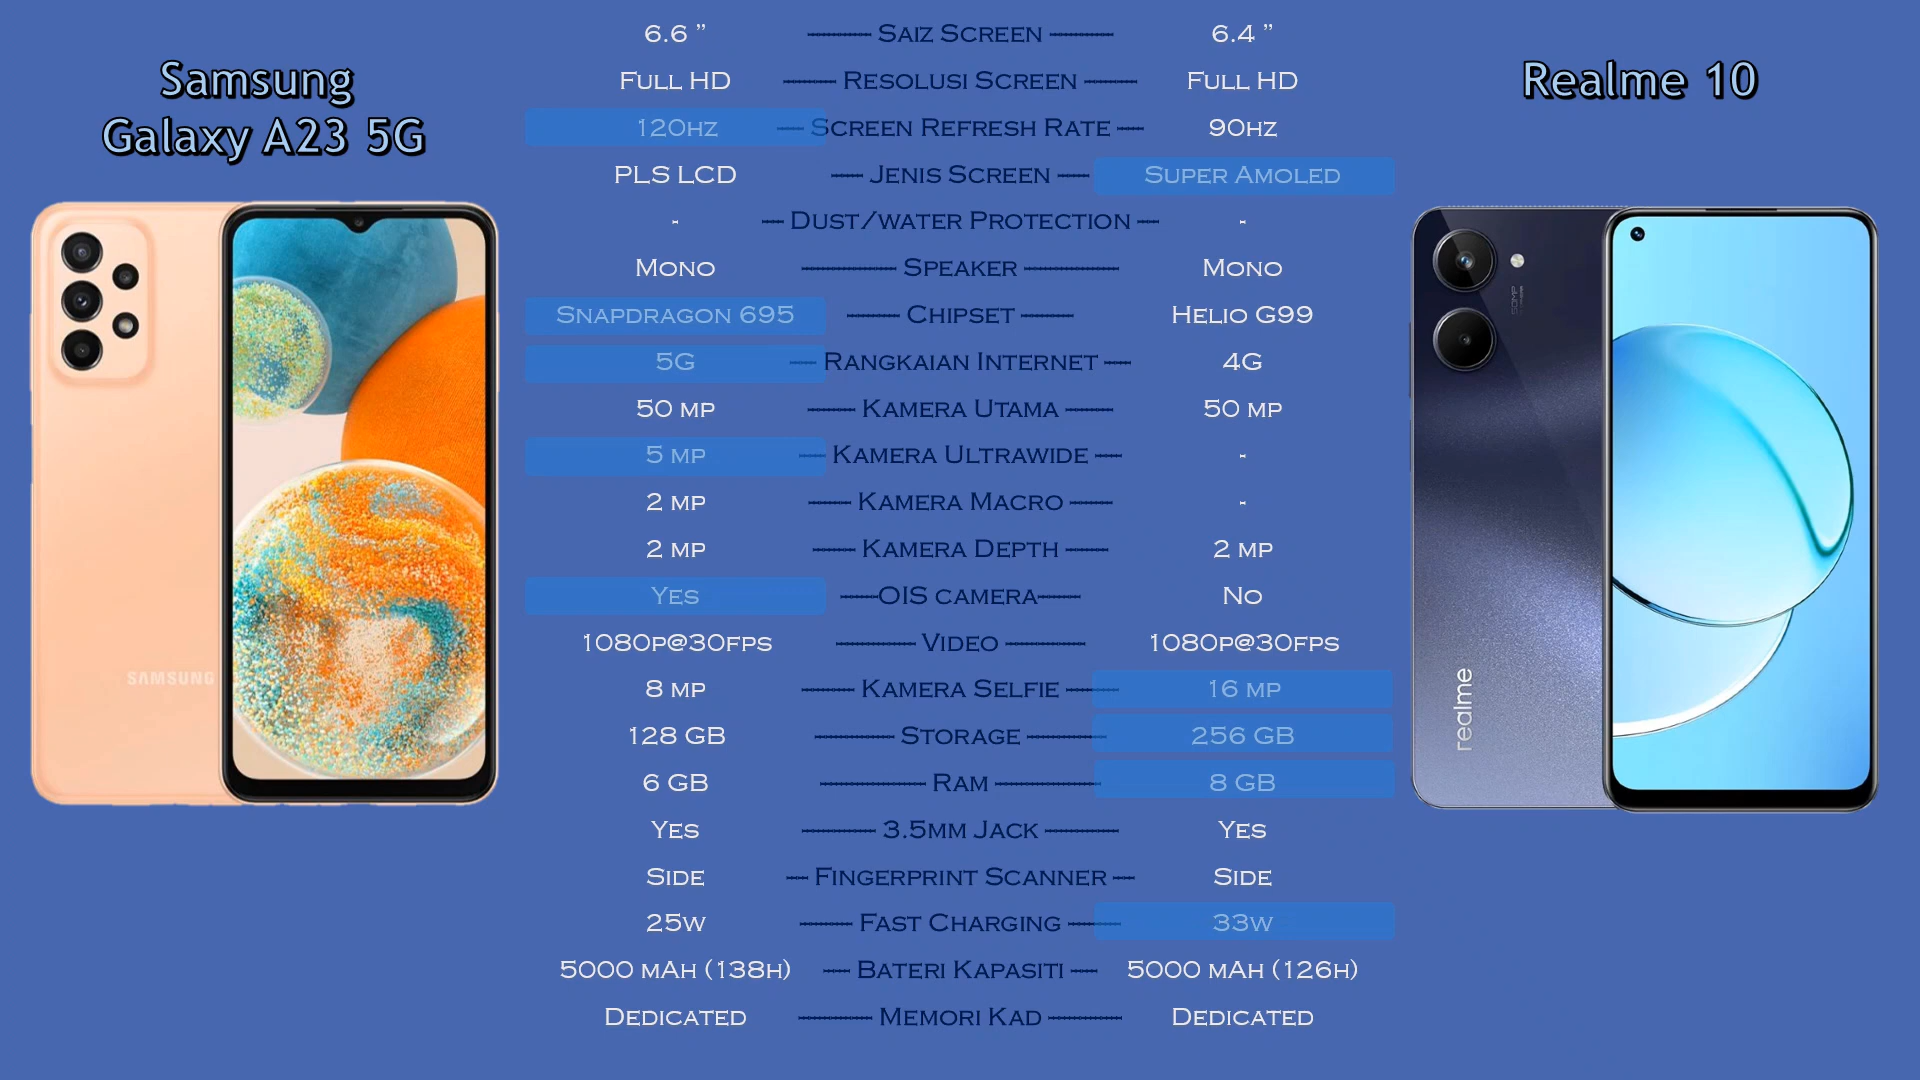 Samsung
Galaxy A23 5G
Realme 10
6.6 ” Saiz Screen 6.4 ”
Full HD Resolusi Screen Full HD
120hz Screen Refresh Rate 90hz
PLS LCD Jenis Screen Super Amoled
- Dust/water Protection -
Mono Speaker Mono
Snapdragon 695 Chipset Helio G99
5G Rangkaian Internet 4G
50 mp Kamera Utama 50 mp
5 mp Kamera Ultrawide -
2 mp Kamera Macro -
2 mp Kamera Depth 2 mp
Yes OIS camera No
1080p@30fps Video 1080p@30fps
8 mp Kamera Selfie 16 mp
128 GB Storage 256 GB
6 GB Ram 8 GB
Yes 3.5mm Jack Yes
Side Fingerprint Scanner Side
25w Fast Charging 33w
5000 mAh (138h) Bateri Kapasiti 5000 mAh (126h)
Dedicated Memori Kad Dedicated
SAMSUNG
realme